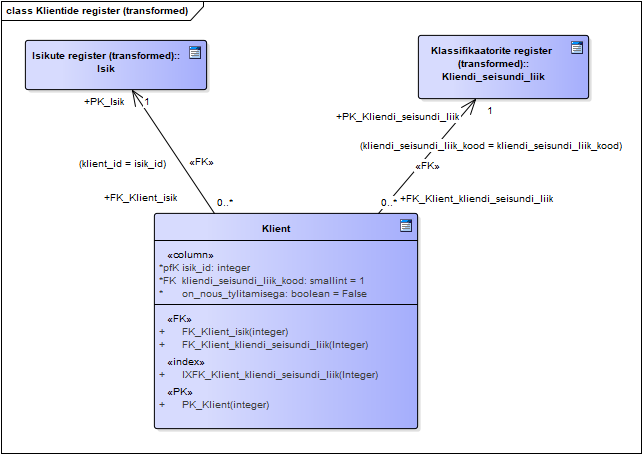 class Klientide register (transformed)
Isikute register (transformed)::
Isik
Klassifikaatorite register
(transformed)::
Kliendi_seisundi_liik
+PK_Isik
1
+PK_Kliendi_seisundi_liik
1
(klient_id = isik_id)
«FK»
(kliendi_seisundi_liik_kood = kliendi_seisundi_liik_kood)
«FK»
+FK_Klient_isik
0..*
0..*
+FK_Klient_kliendi_seisundi_liik
Klient
«column»
*pfK isik_id: integer
*FK kliendi_seisundi_liik_kood: smallint = 1
* on_nous_tylitamisega: boolean = False
«FK»
+ FK_Klient_isik(integer)
+ FK_Klient_kliendi_seisundi_liik(Integer)
«index»
+ IXFK_Klient_kliendi_seisundi_liik(Integer)
«PK»
+ PK_Klient(integer)